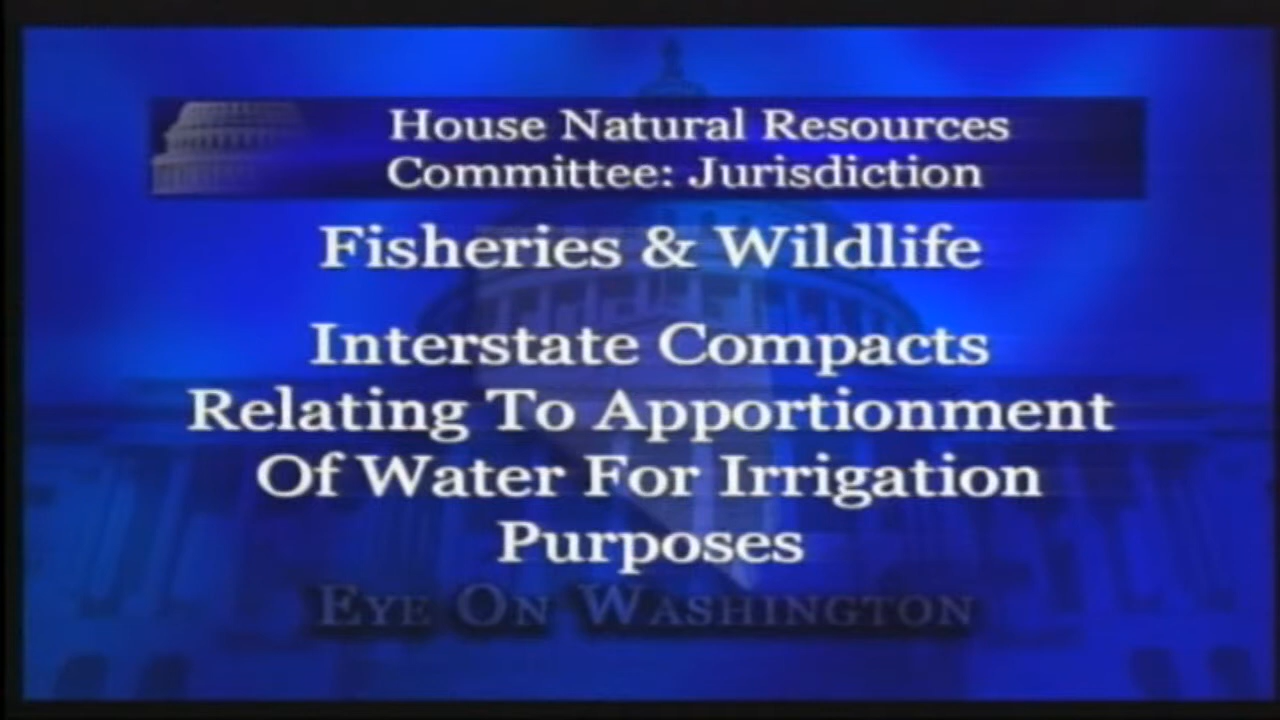 House Natural Resources
Committee: Jurisdiction
Fisheries & Wildlife
Interstate Compacts
Relating To Apportionment
Of Water For Irrigation
Purposes
EYE ON WASHINGTON